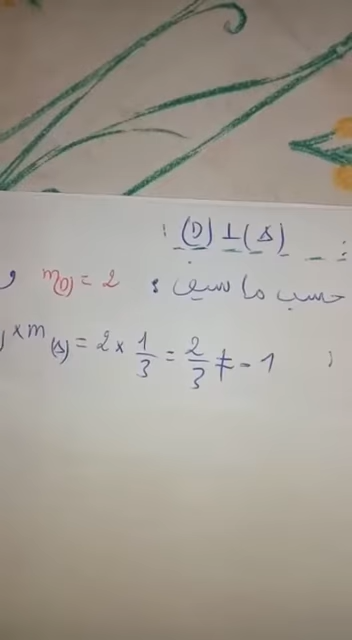 (D) ⊥ (Δ) :
حسب ما سبق : m(D) = 2 و
× m(Δ) = 2 × 1/3 = 2/3 ≠ - 1